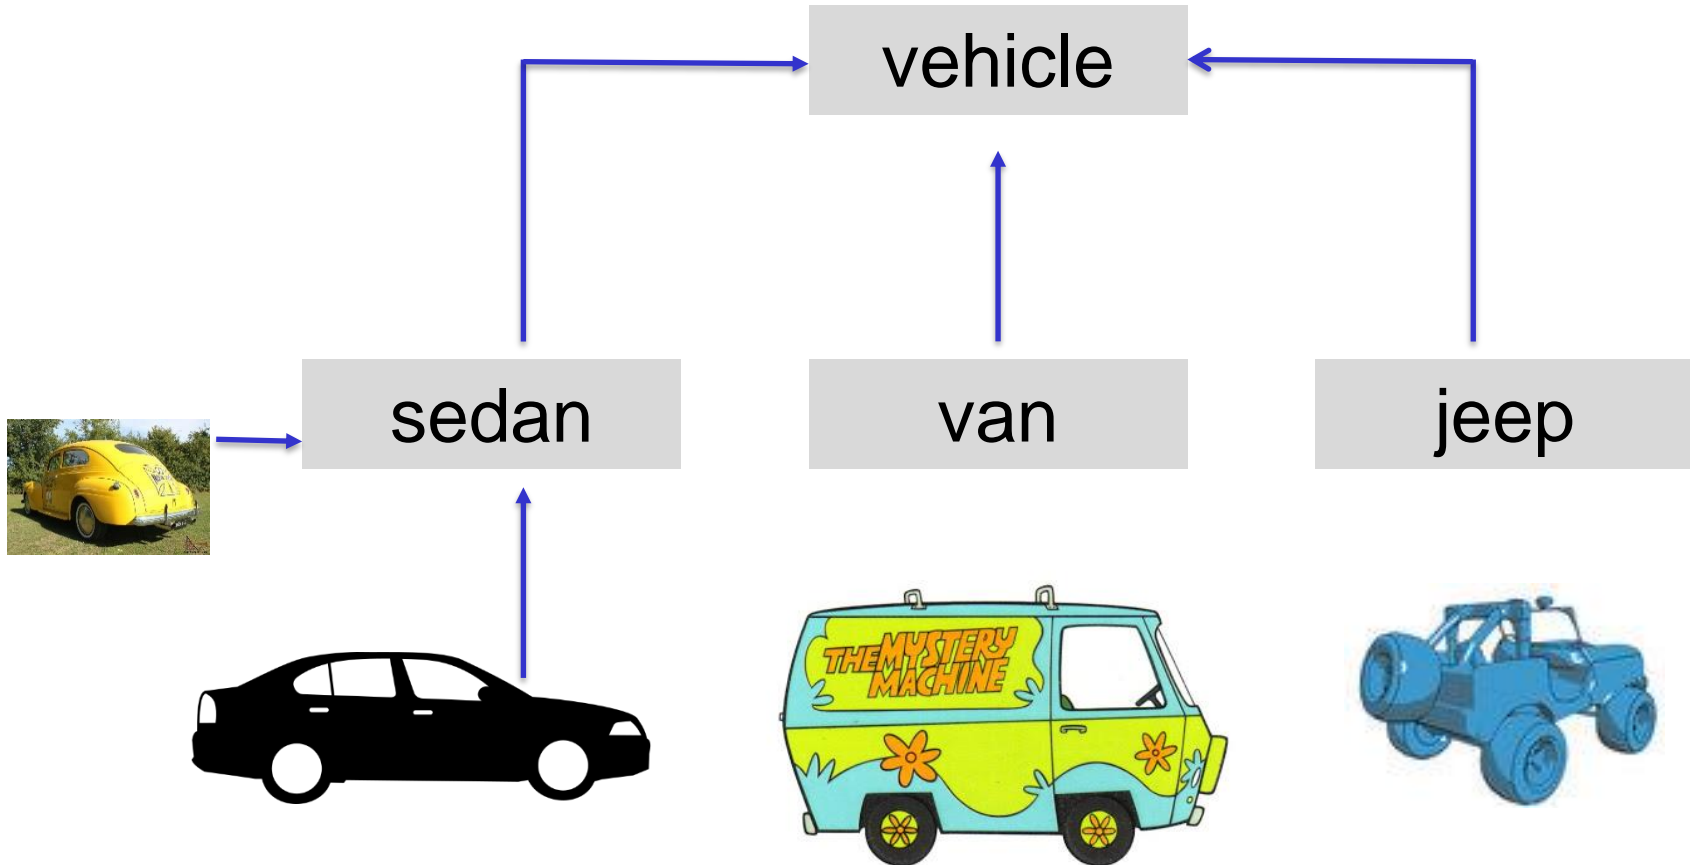 vehicle
sedan
van
jeep
THE MYSTERY
MACHINE